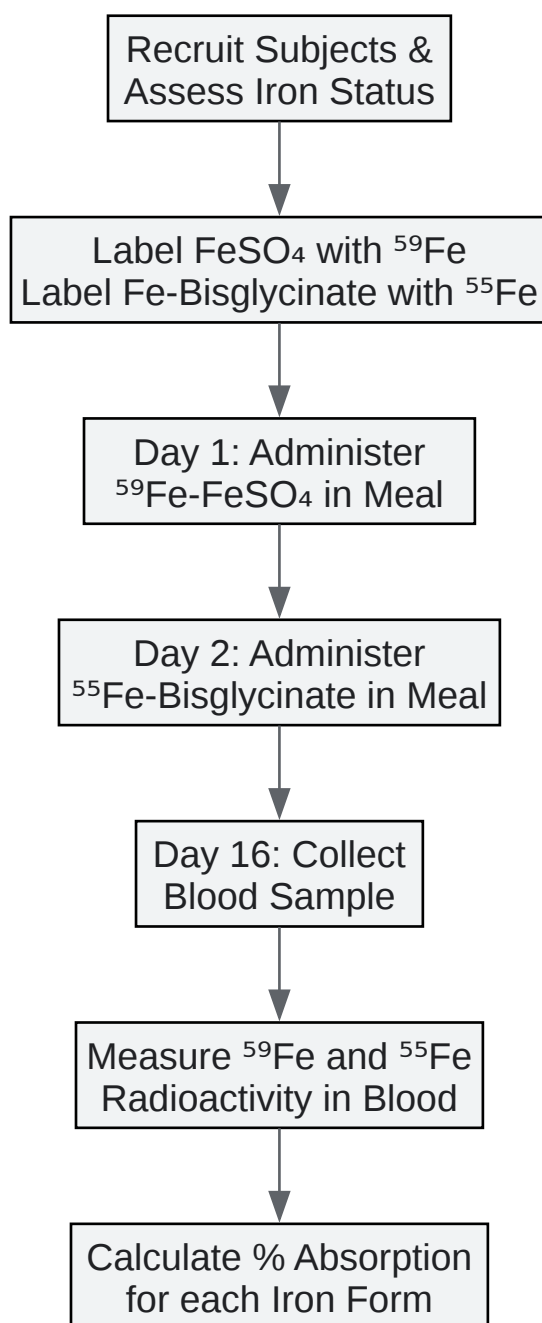 Recruit Subjects &
Assess Iron Status
Label FeSO₄ with ⁵⁹Fe
Label Fe-Bisglycinate with ⁵⁵Fe
Day 1: Administer
⁵⁹Fe-FeSO₄ in Meal
Day 2: Administer
⁵⁵Fe-Bisglycinate in Meal
Day 16: Collect
Blood Sample
Measure ⁵⁹Fe and ⁵⁵Fe
Radioactivity in Blood
Calculate % Absorption
for each Iron Form